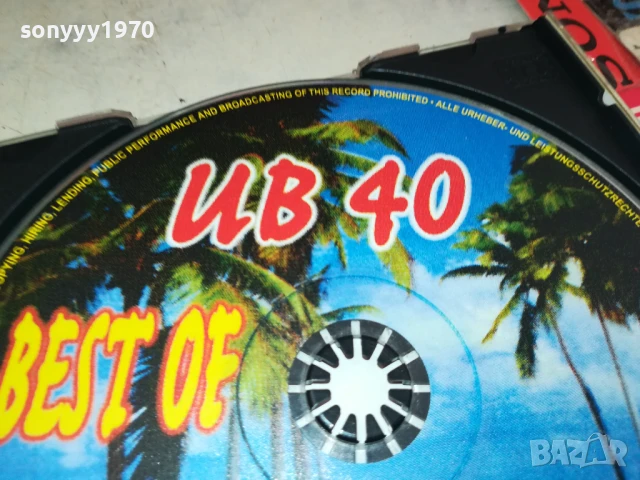 sonyyy1970
COPYING, HIRING, LENDING, PUBLIC PERFORMANCE AND BROADCASTING OF THIS RECORD PROHIBITED • ALLE URHEBER- UND LEISTUNGSSCHUTZRECHTE
UB 40
BEST OF
BAZAR